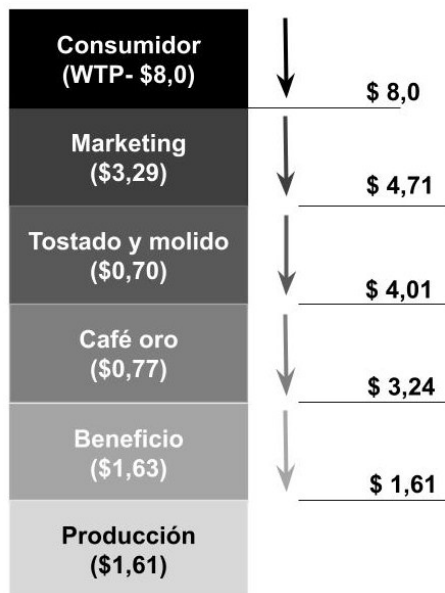 Consumidor
(WTP- $8,0)
$ 8,0
Marketing
($3,29)
$ 4,71
Tostado y molido
($0,70)
$ 4,01
Café oro
($0,77)
$ 3,24
Beneficio
($1,63)
$ 1,61
Producción
($1,61)